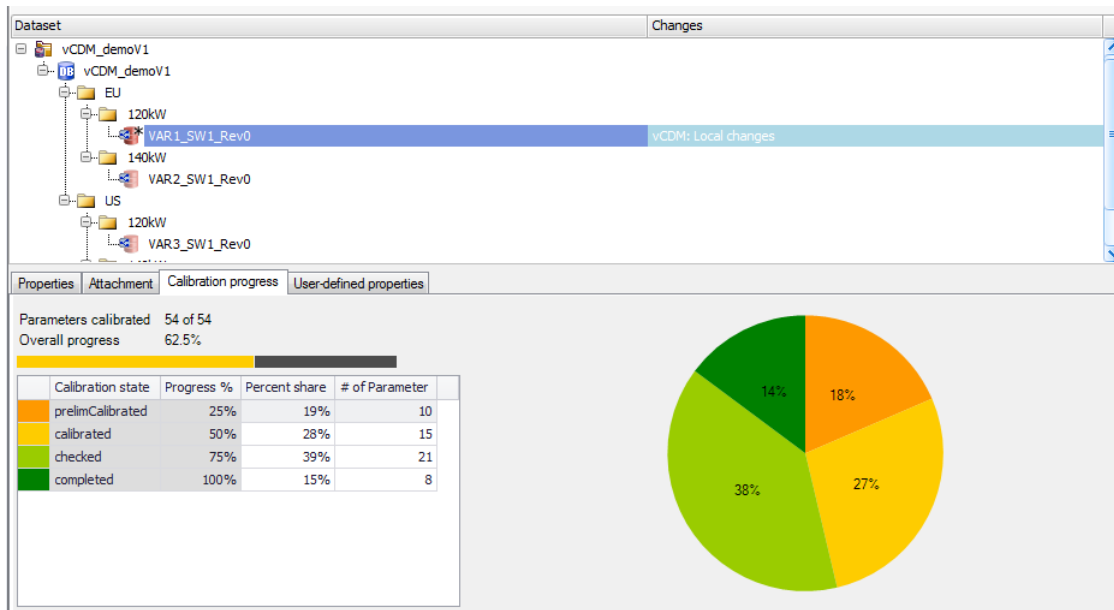 Dataset Changes
vCDM_demoV1
DB vCDM_demoV1
EU
120kW
* VAR1_SW1_Rev0 vCDM: Local changes
140kW
VAR2_SW1_Rev0
US
120kW
VAR3_SW1_Rev0
Properties Attachment Calibration progress User-defined properties
Parameters calibrated 54 of 54
Overall progress 62.5%
Calibration state Progress % Percent share # of Parameter
prelimCalibrated 25% 19% 10
calibrated 50% 28% 15
checked 75% 39% 21
completed 100% 15% 8
14% 18%
38% 27%